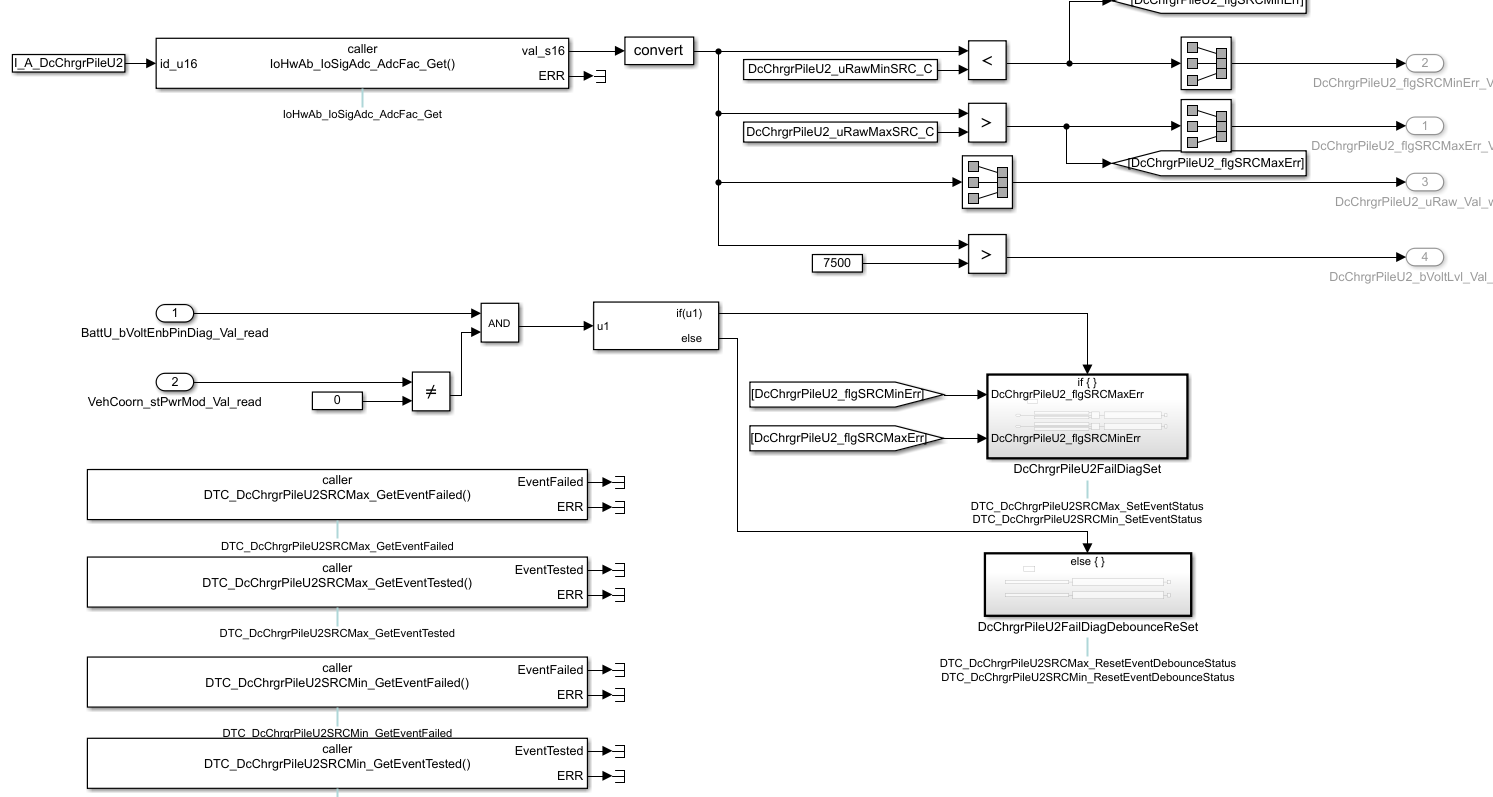 [DcChrgrPileU2_flgSRCMinErr]
I_A_DcChrgrPileU2
caller
id_u16
IoHwAb_IoSigAdc_AdcFac_Get()
val_s16
ERR
IoHwAb_IoSigAdc_AdcFac_Get
convert
DcChrgrPileU2_uRawMinSRC_C
<
2
DcChrgrPileU2_flgSRCMinErr_V
DcChrgrPileU2_uRawMaxSRC_C
>
1
DcChrgrPileU2_flgSRCMaxErr_V
[DcChrgrPileU2_flgSRCMaxErr]
3
DcChrgrPileU2_uRaw_Val_w
7500
>
4
DcChrgrPileU2_bVoltLvl_Val_
1
BattU_bVoltEnbPinDiag_Val_read
AND
u1
if(u1)
else
2
VehCoorn_stPwrMod_Val_read
0
≠
[DcChrgrPileU2_flgSRCMinErr]
[DcChrgrPileU2_flgSRCMaxErr]
if { }
DcChrgrPileU2_flgSRCMaxErr
DcChrgrPileU2_flgSRCMinErr
DcChrgrPileU2FailDiagSet
DTC_DcChrgrPileU2SRCMax_SetEventStatus
DTC_DcChrgrPileU2SRCMin_SetEventStatus
else { }
DcChrgrPileU2FailDiagDebounceReSet
DTC_DcChrgrPileU2SRCMax_ResetEventDebounceStatus
DTC_DcChrgrPileU2SRCMin_ResetEventDebounceStatus
caller
DTC_DcChrgrPileU2SRCMax_GetEventFailed()
EventFailed
ERR
DTC_DcChrgrPileU2SRCMax_GetEventFailed
caller
DTC_DcChrgrPileU2SRCMax_GetEventTested()
EventTested
ERR
DTC_DcChrgrPileU2SRCMax_GetEventTested
caller
DTC_DcChrgrPileU2SRCMin_GetEventFailed()
EventFailed
ERR
DTC_DcChrgrPileU2SRCMin_GetEventFailed
caller
DTC_DcChrgrPileU2SRCMin_GetEventTested()
EventTested
ERR